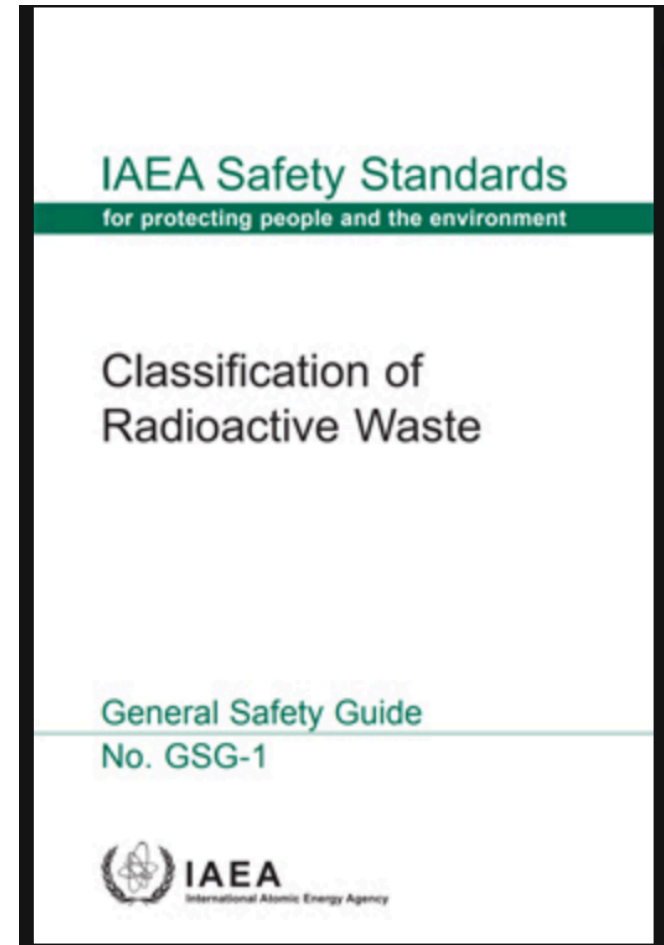 IAEA Safety Standards
for protecting people and the environment
Classification of
Radioactive Waste
General Safety Guide
No. GSG-1
IAEA
International Atomic Energy Agency